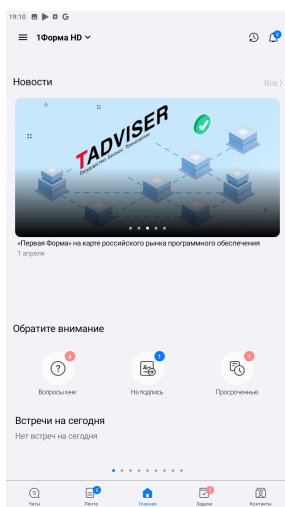 19:10
1Форма HD
2
Новости
Все
TADVISER
Государство. Бизнес. Технологии
«Первая Форма» на карте российского рынка программного обеспечения
1 апреля
Обратите внимание
4
1
1
Вопросы мне
На подпись
Просроченные
Встречи на сегодня
Нет встреч на сегодня
Чаты
Лента
Главная
Задачи
Контакты